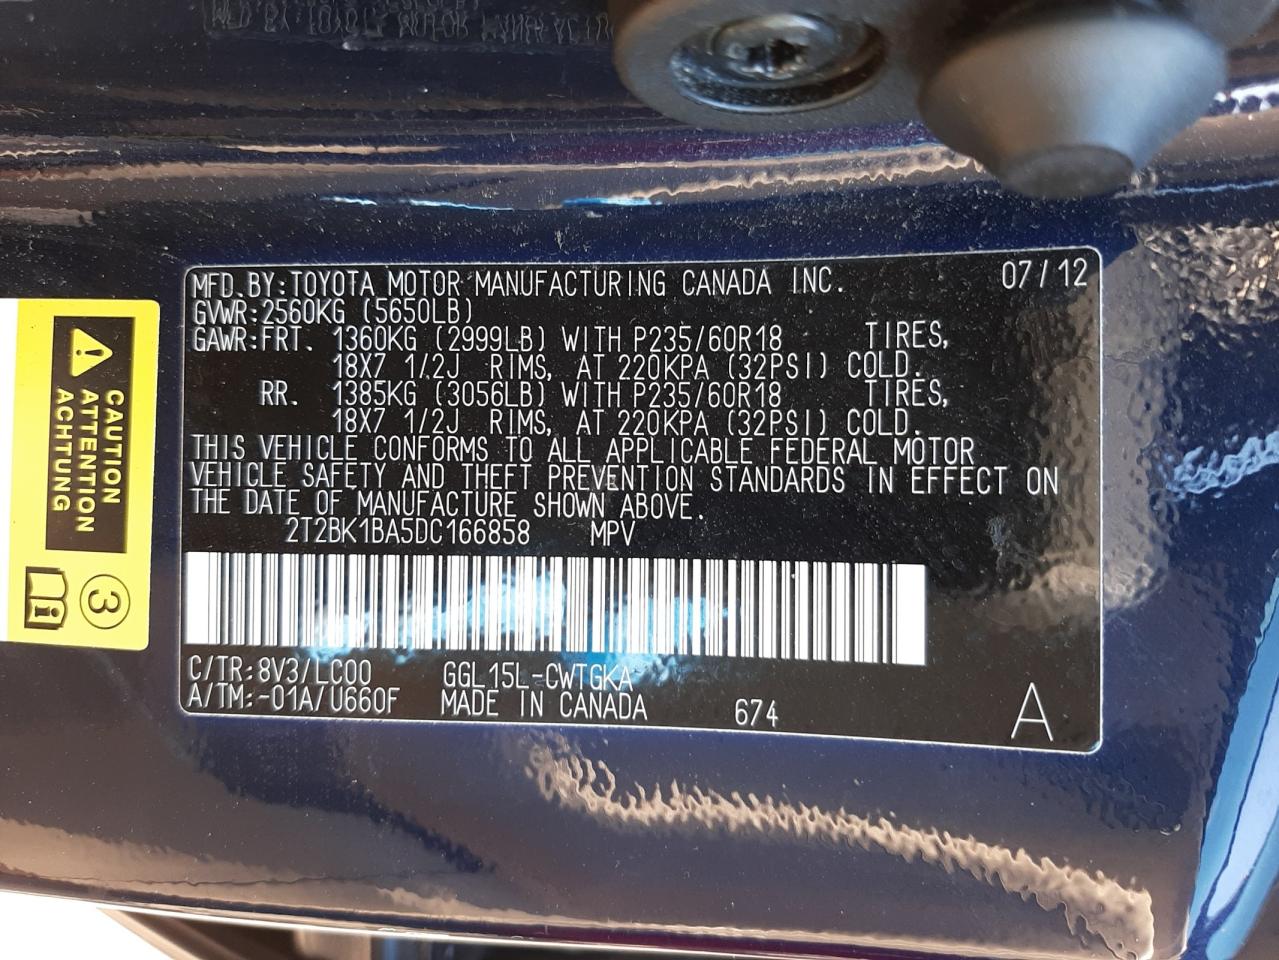 MFD. BY: TOYOTA MOTOR MANUFACTURING CANADA INC. 07/12
GVWR: 2560KG (5650LB)
GAWR: FRT. 1360KG (2999LB) WITH P235/60R18 TIRES,
18X7 1/2J RIMS, AT 220KPA (32PSI) COLD.
RR. 1385KG (3056LB) WITH P235/60R18 TIRES,
18X7 1/2J RIMS, AT 220KPA (32PSI) COLD.
THIS VEHICLE CONFORMS TO ALL APPLICABLE FEDERAL MOTOR
VEHICLE SAFETY AND THEFT PREVENTION STANDARDS IN EFFECT ON
THE DATE OF MANUFACTURE SHOWN ABOVE.
2T2BK1BA5DC166858 MPV
C/TR: 8V3/LC00 GGL15L-CWTGKA
A/TM: -01A/U660F MADE IN CANADA 674 A
CAUTION
ATTENTION
ACHTUNG
3